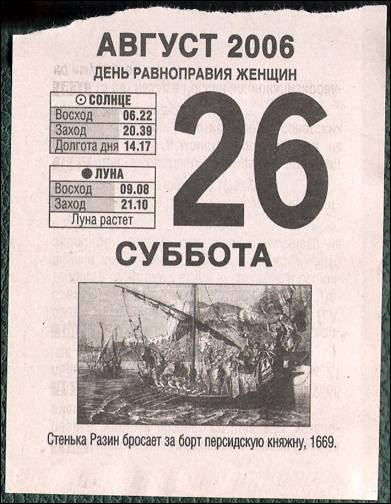 АВГУСТ 2006
ДЕНЬ РАВНОПРАВИЯ ЖЕНЩИН
СОЛНЦЕ
Восход 06.22
Заход 20.39
Долгота дня 14.17
ЛУНА
Восход 09.08
Заход 21.10
Луна растет
26
СУББОТА
Стенька Разин бросает за борт персидскую княжну, 1669.